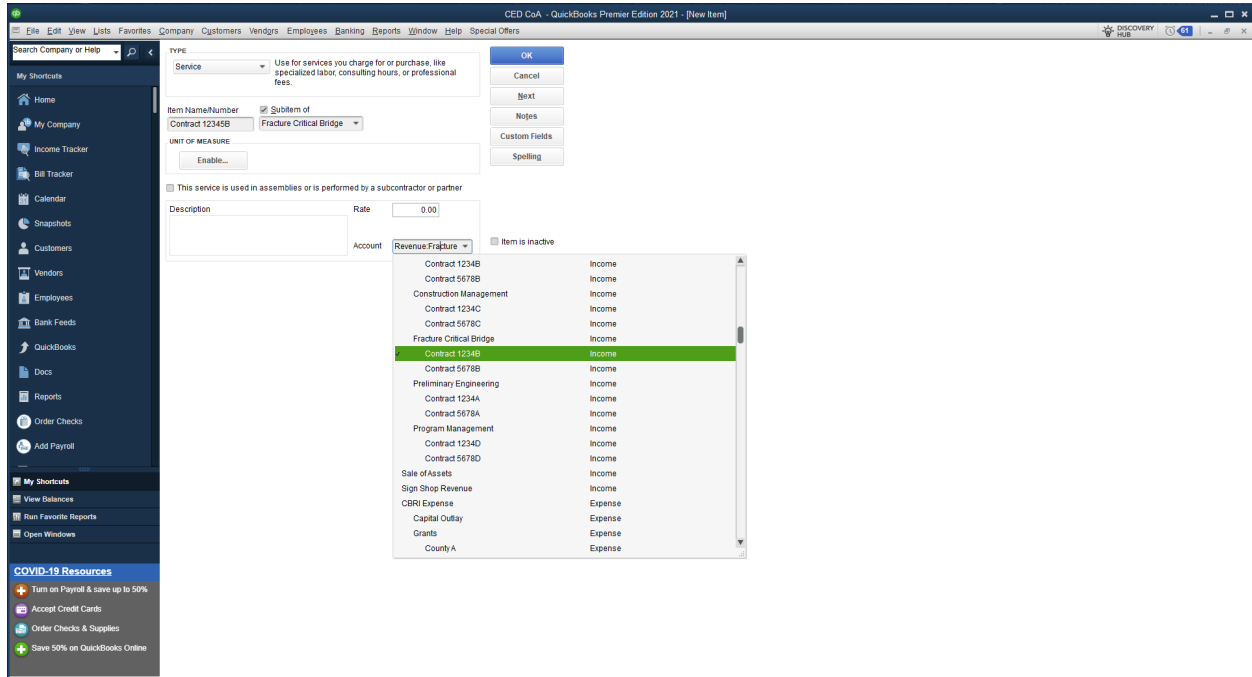 CED CoA - QuickBooks Premier Edition 2021 - [New Item]
File Edit View Lists Favorites Company Customers Vendors Employees Banking Reports Window Help Special Offers
DISCOVERY HUB
61
Search Company or Help
My Shortcuts
Home
My Company
Income Tracker
Bill Tracker
Calendar
Snapshots
Customers
Vendors
Employees
Bank Feeds
QuickBooks
Docs
Reports
Order Checks
Add Payroll
My Shortcuts
View Balances
Run Favorite Reports
Open Windows
COVID-19 Resources
Turn on Payroll & save up to 50%
Accept Credit Cards
Order Checks & Supplies
Save 50% on QuickBooks Online
TYPE
Service
Use for services you charge for or purchase, like
specialized labor, consulting hours, or professional
fees.
Item Name/Number
Subitem of
Contract 12345B
Fracture Critical Bridge
UNIT OF MEASURE
Enable...
This service is used in assemblies or is performed by a subcontractor or partner
Description
Rate
0.00
Account
Revenue:Fracture
OK
Cancel
Next
Notes
Custom Fields
Spelling
Item is inactive
Contract 1234B Income
Contract 5678B Income
Construction Management Income
Contract 1234C Income
Contract 5678C Income
Fracture Critical Bridge Income
Contract 1234B Income
Contract 5678B Income
Preliminary Engineering Income
Contract 1234A Income
Contract 5678A Income
Program Management Income
Contract 1234D Income
Contract 5678D Income
Sale of Assets Income
Sign Shop Revenue Income
CBRI Expense Expense
Capital Outlay Expense
Grants Expense
County A Expense